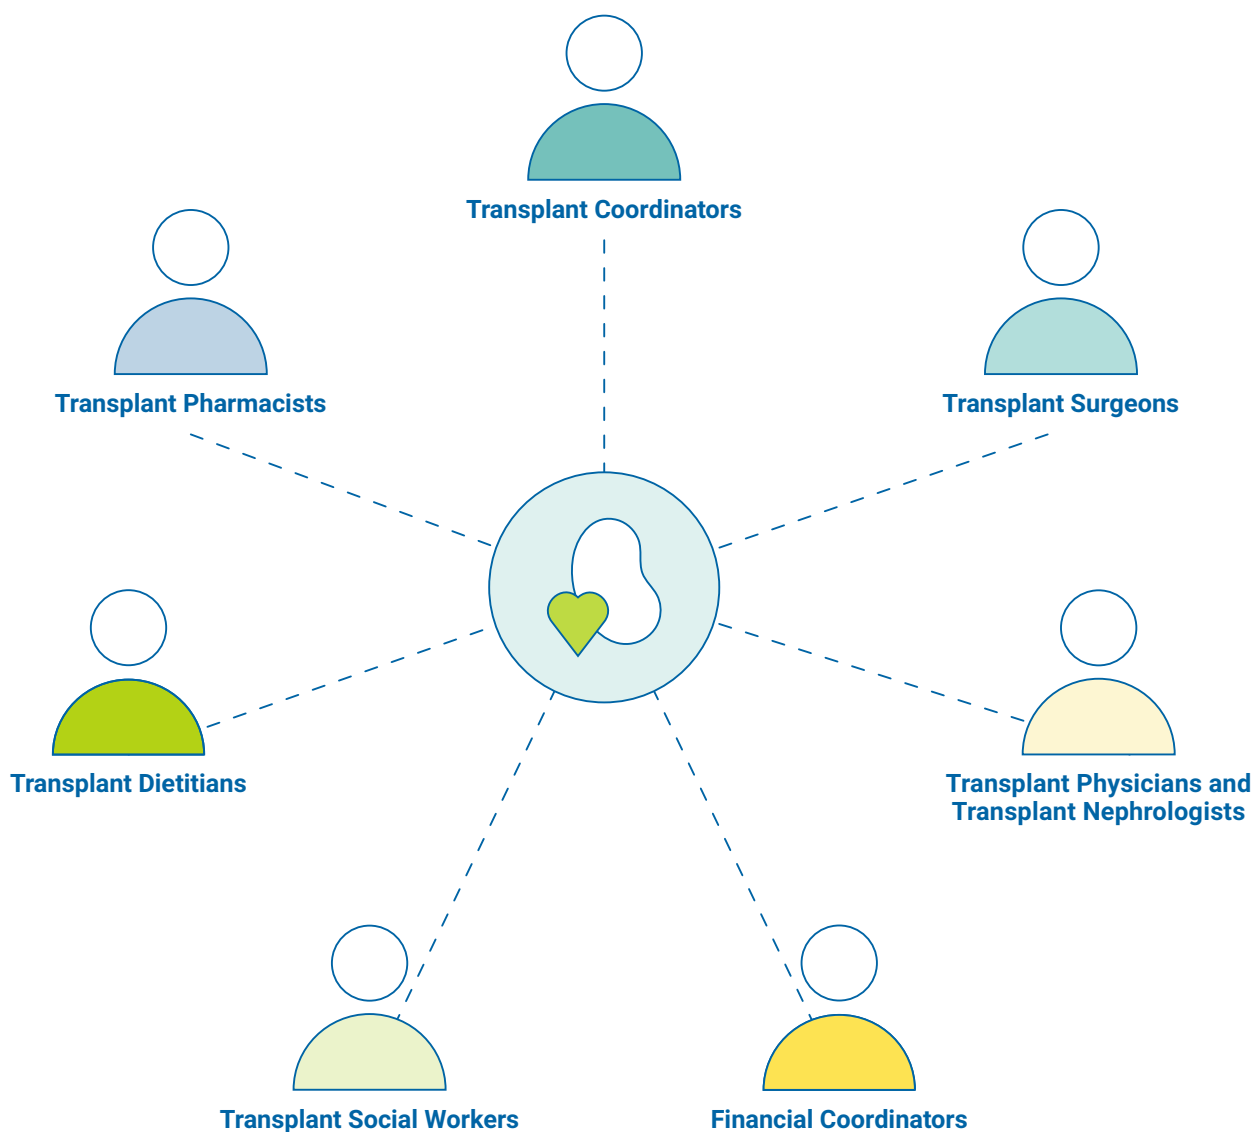 Transplant Coordinators
Transplant Pharmacists
Transplant Surgeons
Transplant Dietitians
Transplant Physicians and
Transplant Nephrologists
Transplant Social Workers
Financial Coordinators